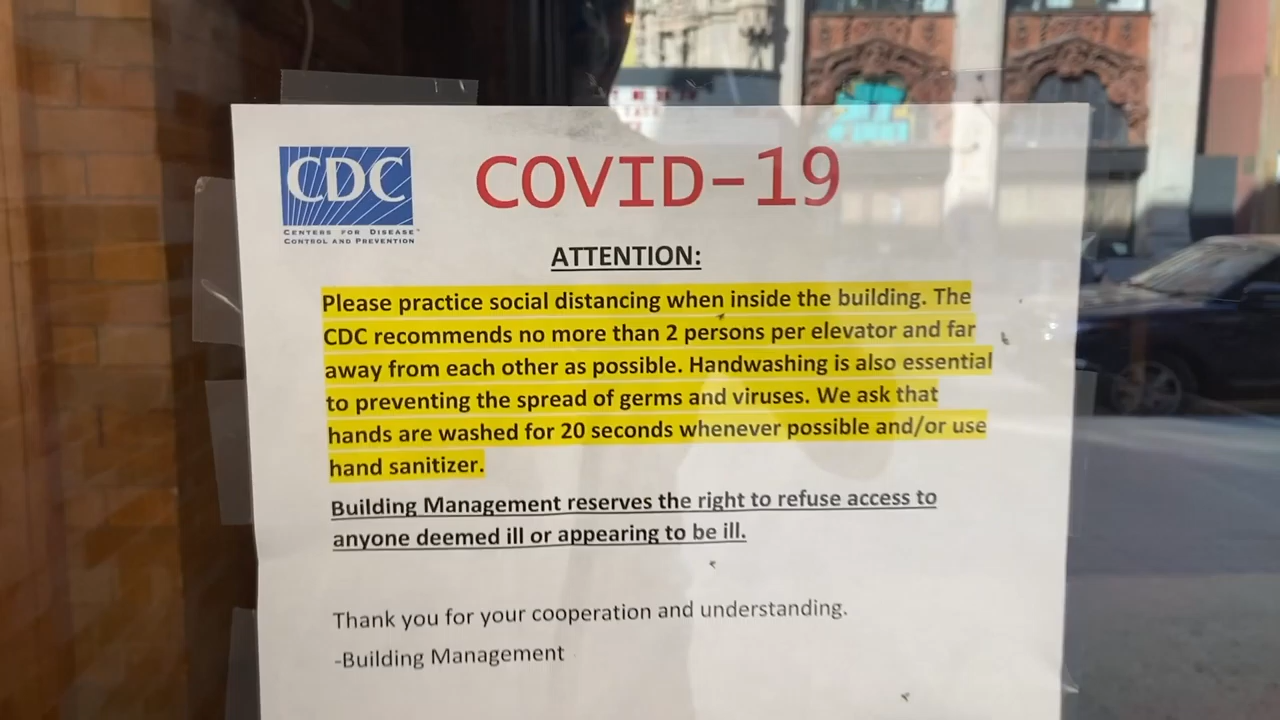 CDC
CENTERS FOR DISEASE
CONTROL AND PREVENTION
COVID-19
ATTENTION:
Please practice social distancing when inside the building. The
CDC recommends no more than 2 persons per elevator and far
away from each other as possible. Handwashing is also essential
to preventing the spread of germs and viruses. We ask that
hands are washed for 20 seconds whenever possible and/or use
hand sanitizer.
Building Management reserves the right to refuse access to
anyone deemed ill or appearing to be ill.
Thank you for your cooperation and understanding.
-Building Management